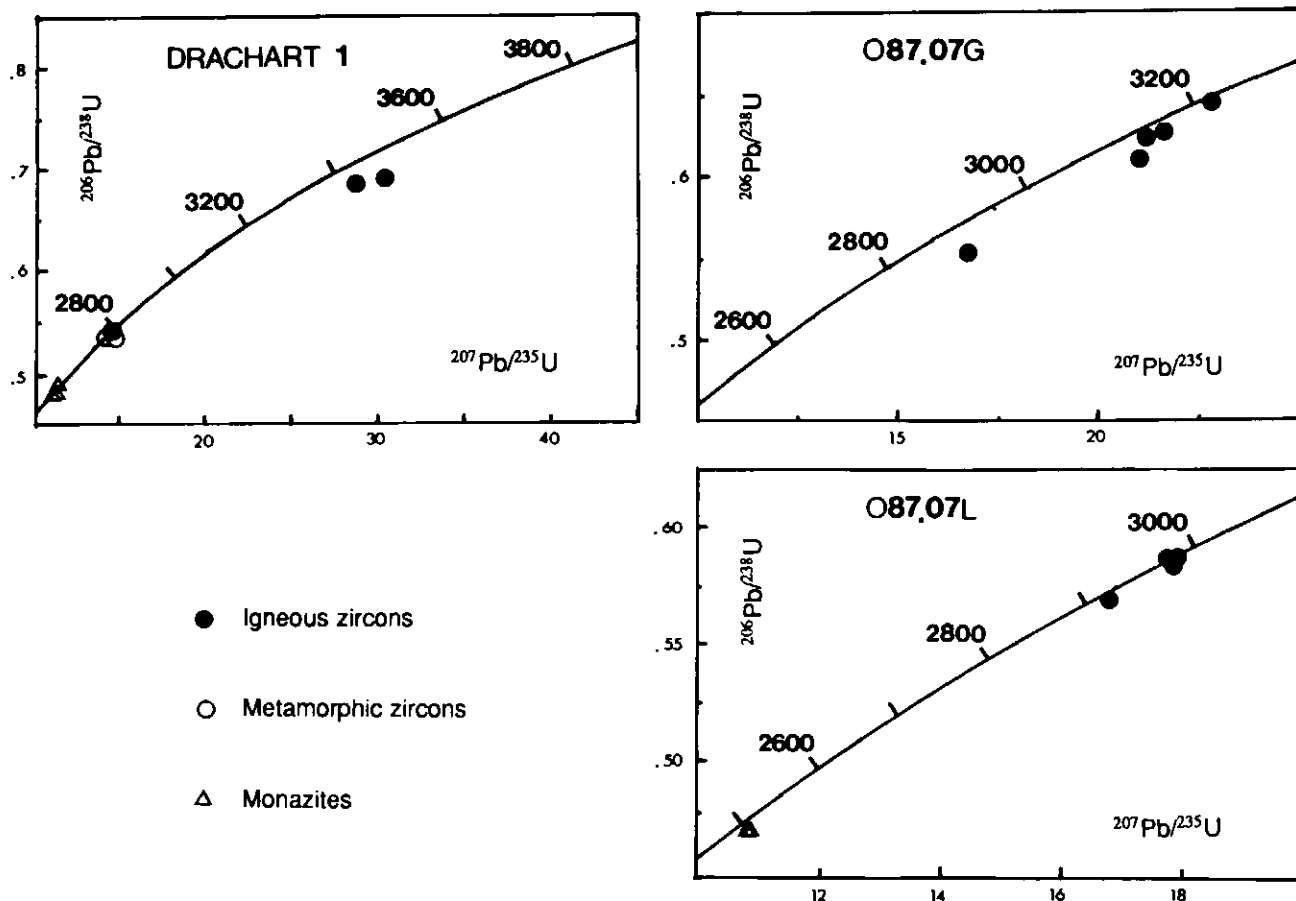 DRACHART 1
3800
3600
3200
2800
.8
.7
.6
.5
206Pb/238U
207Pb/235U
20
30
40
O87.07G
3200
3000
2800
2600
.6
.5
206Pb/238U
207Pb/235U
15
20
O87.07L
3000
2800
2600
.60
.55
.50
206Pb/238U
207Pb/235U
12
14
16
18
Igneous zircons
Metamorphic zircons
Monazites